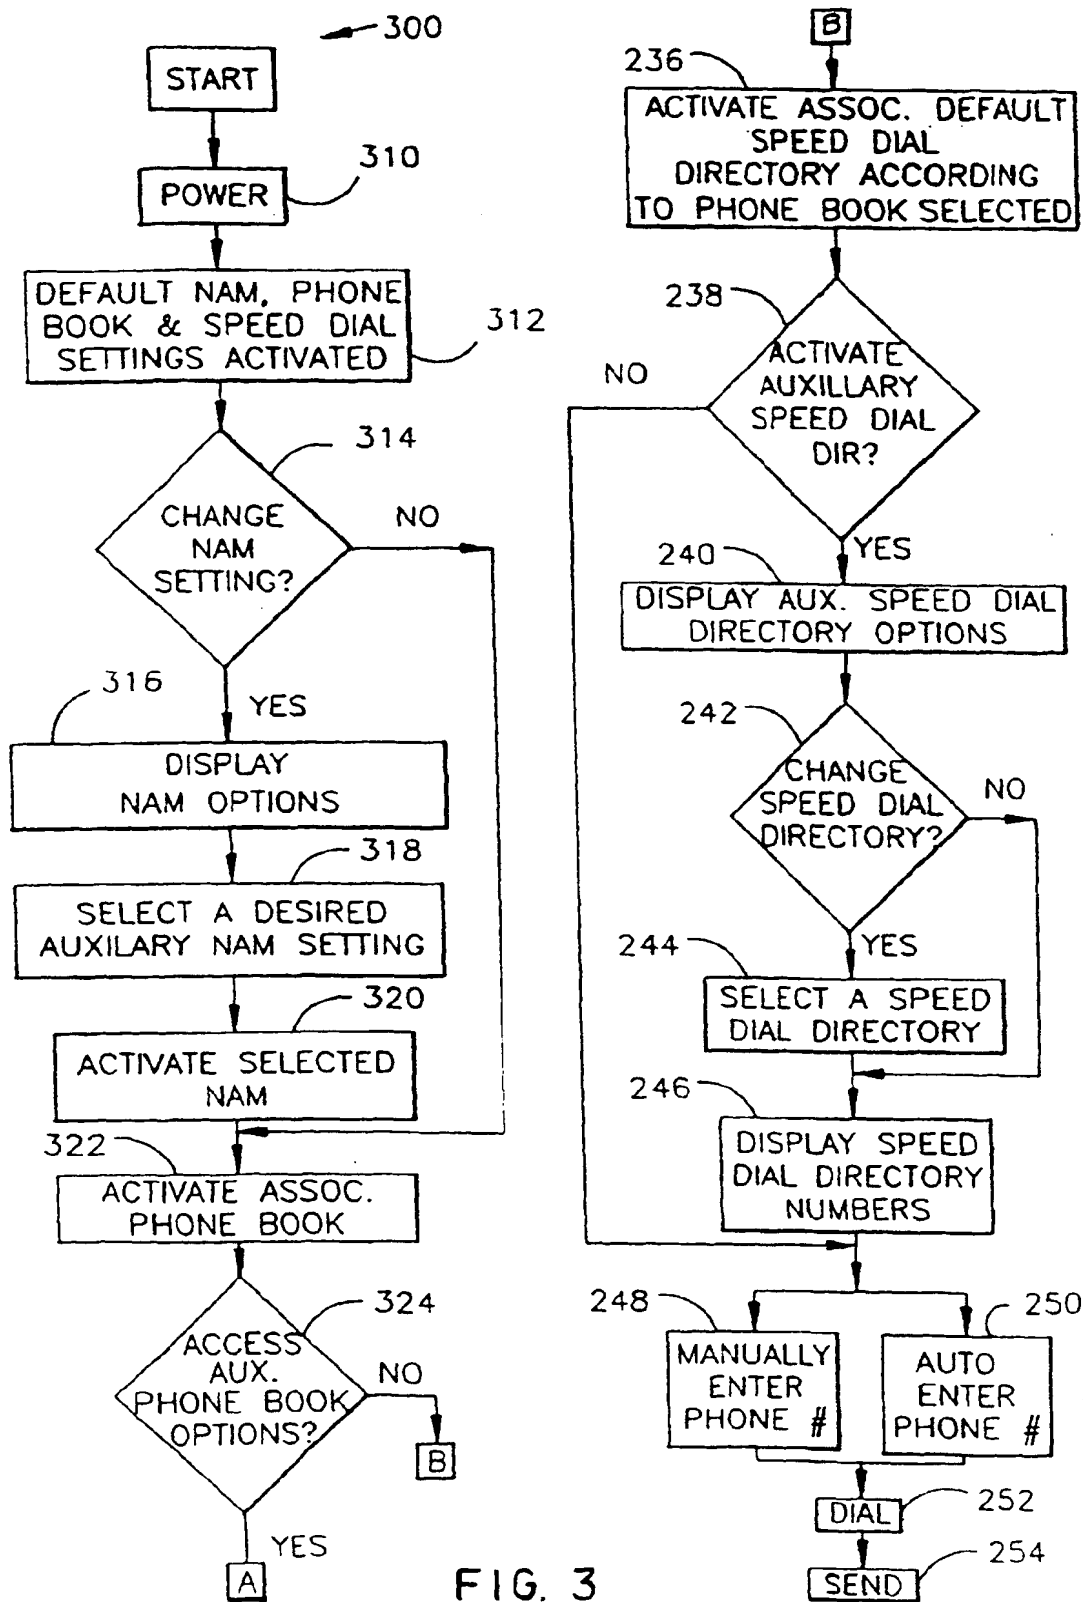 300
START
310
POWER
DEFAULT NAM, PHONE
BOOK & SPEED DIAL
SETTINGS ACTIVATED
312
314
CHANGE
NAM
SETTING?
NO
YES
316
DISPLAY
NAM OPTIONS
318
SELECT A DESIRED
AUXILARY NAM SETTING
320
ACTIVATE SELECTED
NAM
322
ACTIVATE ASSOC.
PHONE BOOK
324
ACCESS
AUX.
PHONE BOOK
OPTIONS?
NO
B
YES
A
B
236
ACTIVATE ASSOC. DEFAULT
SPEED DIAL
DIRECTORY ACCORDING
TO PHONE BOOK SELECTED
238
ACTIVATE
AUXILLARY
SPEED DIAL
DIR?
NO
YES
240
DISPLAY AUX. SPEED DIAL
DIRECTORY OPTIONS
242
CHANGE
SPEED DIAL
DIRECTORY?
NO
YES
244
SELECT A SPEED
DIAL DIRECTORY
246
DISPLAY SPEED
DIAL DIRECTORY
NUMBERS
248
MANUALLY
ENTER
PHONE #
250
AUTO
ENTER
PHONE #
252
DIAL
254
SEND
FIG. 3